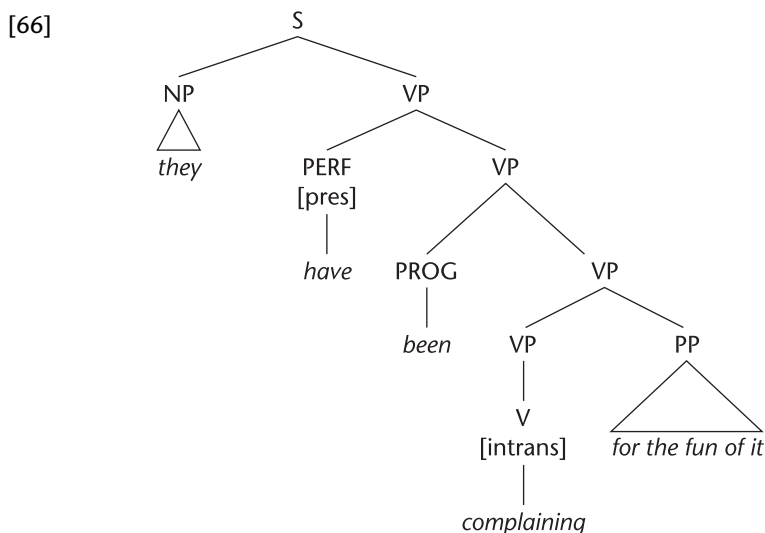 [66]
S
NP VP
they PERF VP
[pres]
have PROG VP
been VP PP
V
[intrans] for the fun of it
complaining